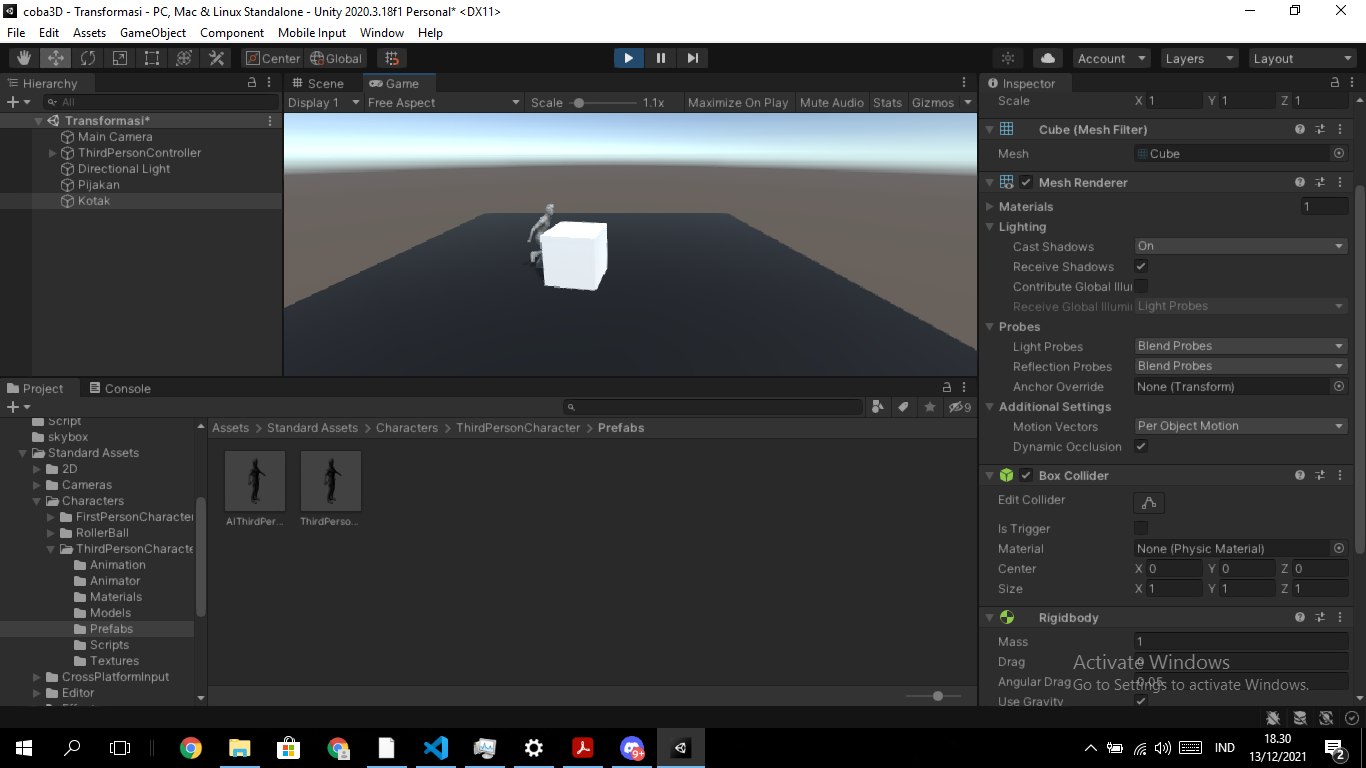 coba3D - Transformasi - PC, Mac & Linux Standalone - Unity 2020.3.18f1 Personal* <DX11>
File Edit Assets GameObject Component Mobile Input Window Help
Center Global Account Layers Layout
Hierarchy
All
Transformasi*
Main Camera
ThirdPersonController
Directional Light
Pijakan
Kotak
Scene Game
Display 1 Free Aspect Scale 1.1x Maximize On Play Mute Audio Stats Gizmos
Inspector
Scale X 1 Y 1 Z 1
Cube (Mesh Filter)
Mesh Cube
Mesh Renderer
Materials 1
Lighting
Cast Shadows On
Receive Shadows
Contribute Global Illu
Receive Global Illumi Light Probes
Probes
Light Probes Blend Probes
Reflection Probes Blend Probes
Anchor Override None (Transform)
Additional Settings
Motion Vectors Per Object Motion
Dynamic Occlusion
Box Collider
Edit Collider
Is Trigger
Material None (Physic Material)
Center X 0 Y 0 Z 0
Size X 1 Y 1 Z 1
Rigidbody
Mass 1
Drag 0
Angular Drag 0.05
Use Gravity
Activate Windows
Go to Settings to activate Windows.
Project Console
9
Script
skybox
Standard Assets
2D
Cameras
Characters
FirstPersonCharacter
RollerBall
ThirdPersonCharacte
Animation
Animator
Materials
Models
Prefabs
Scripts
Textures
CrossPlatformInput
Editor
Assets > Standard Assets > Characters > ThirdPersonCharacter > Prefabs
AIThirdPer... ThirdPerso...
9+
IND
18.30
13/12/2021
2